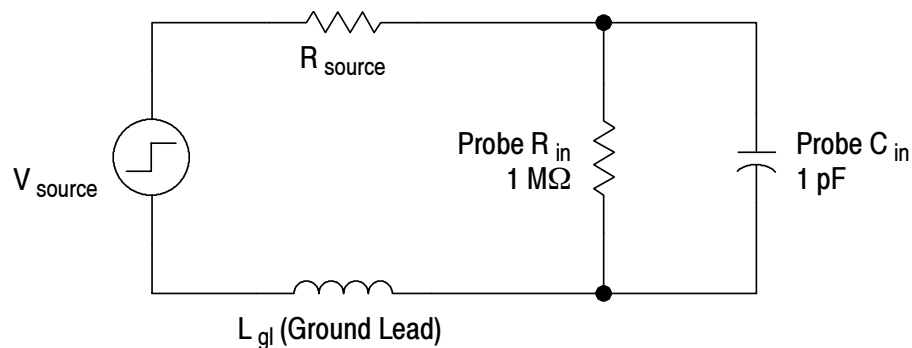 R source
Probe R in
1 MΩ
Probe C in
1 pF
V source
L gl (Ground Lead)